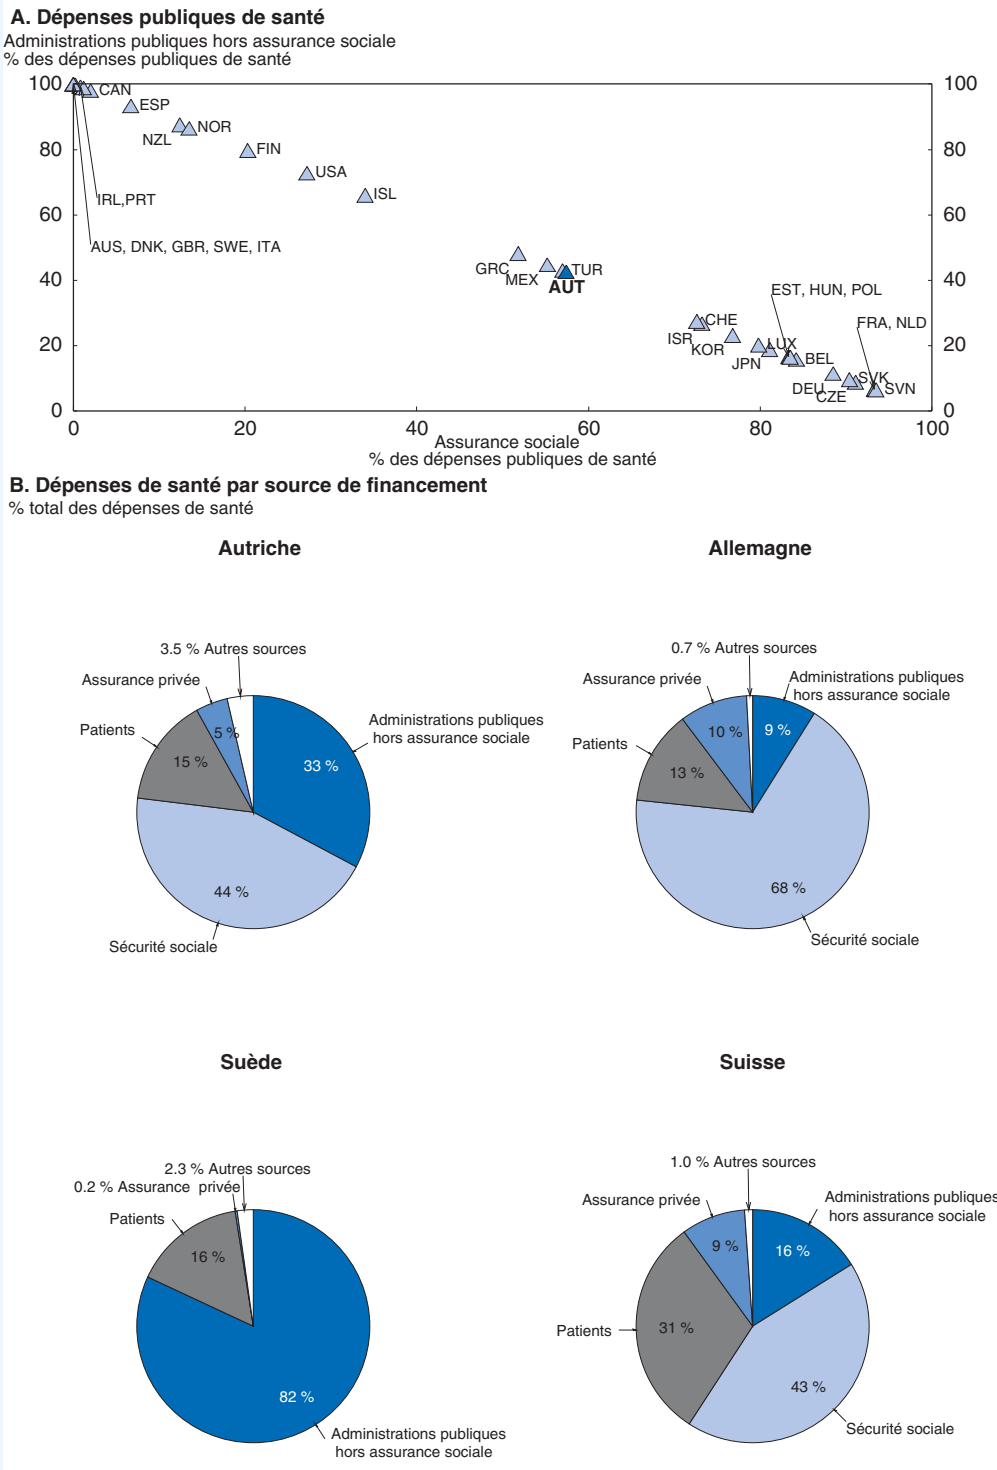 A. Dépenses publiques de santé
Administrations publiques hors assurance sociale
% des dépenses publiques de santé
100
80
60
40
20
0
100
80
60
40
20
0
CAN
ESP
NZL
NOR
FIN
USA
ISL
IRL,PRT
AUS, DNK, GBR, SWE, ITA
GRC
MEX
TUR
AUT
EST, HUN, POL
FRA, NLD
ISR
CHE
KOR
JPN
LUX
BEL
DEU
CZE
SVK
SVN
0
20
40
60
80
100
Assurance sociale
% des dépenses publiques de santé
B. Dépenses de santé par source de financement
% total des dépenses de santé
Autriche
3.5 % Autres sources
Assurance privée
Patients
Administrations publiques
hors assurance sociale
5 %
15 %
33 %
44 %
Sécurité sociale
Allemagne
0.7 % Autres sources
Assurance privée
Administrations publiques
hors assurance sociale
Patients
10 %
9 %
13 %
68 %
Sécurité sociale
Suède
2.3 % Autres sources
0.2 % Assurance privée
Patients
16 %
82 %
Administrations publiques
hors assurance sociale
Suisse
1.0 % Autres sources
Assurance privée
Administrations publiques
hors assurance sociale
9 %
16 %
Patients
31 %
43 %
Sécurité sociale